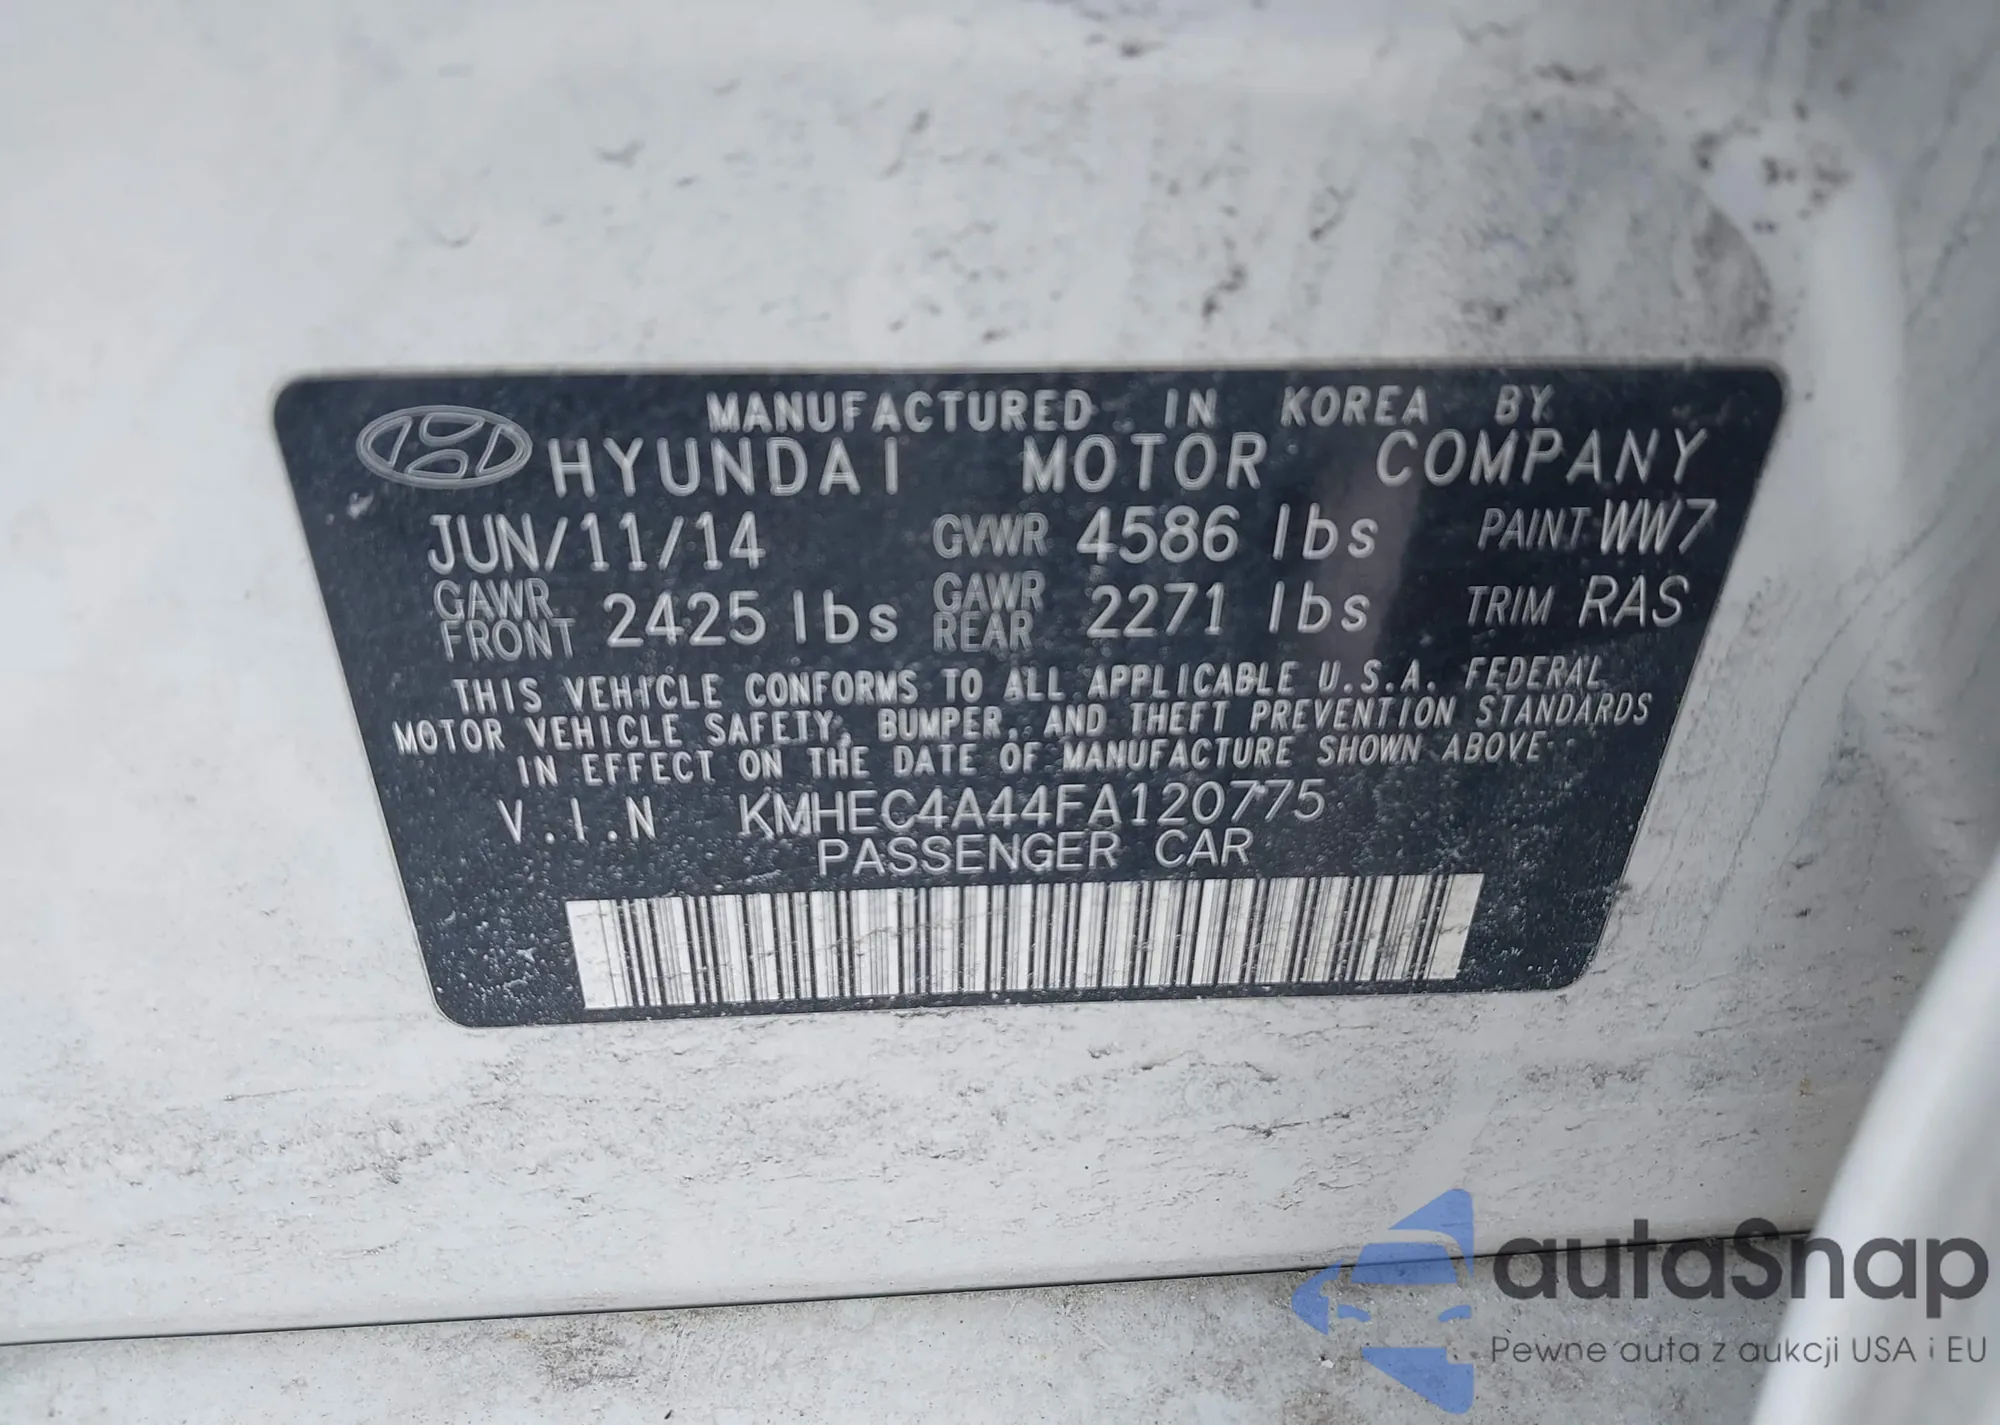 MANUFACTURED IN KOREA BY
HYUNDAI MOTOR COMPANY
JUN/11/14 GVWR 4586 lbs PAINT WW7
GAWR FRONT 2425 lbs GAWR REAR 2271 lbs TRIM RAS
THIS VEHICLE CONFORMS TO ALL APPLICABLE U.S.A. FEDERAL
MOTOR VEHICLE SAFETY, BUMPER, AND THEFT PREVENTION STANDARDS
IN EFFECT ON THE DATE OF MANUFACTURE SHOWN ABOVE
V.I.N KMHEC4A44FA120775
PASSENGER CAR
autaSnap
Pewne auta z aukcji USA i EU